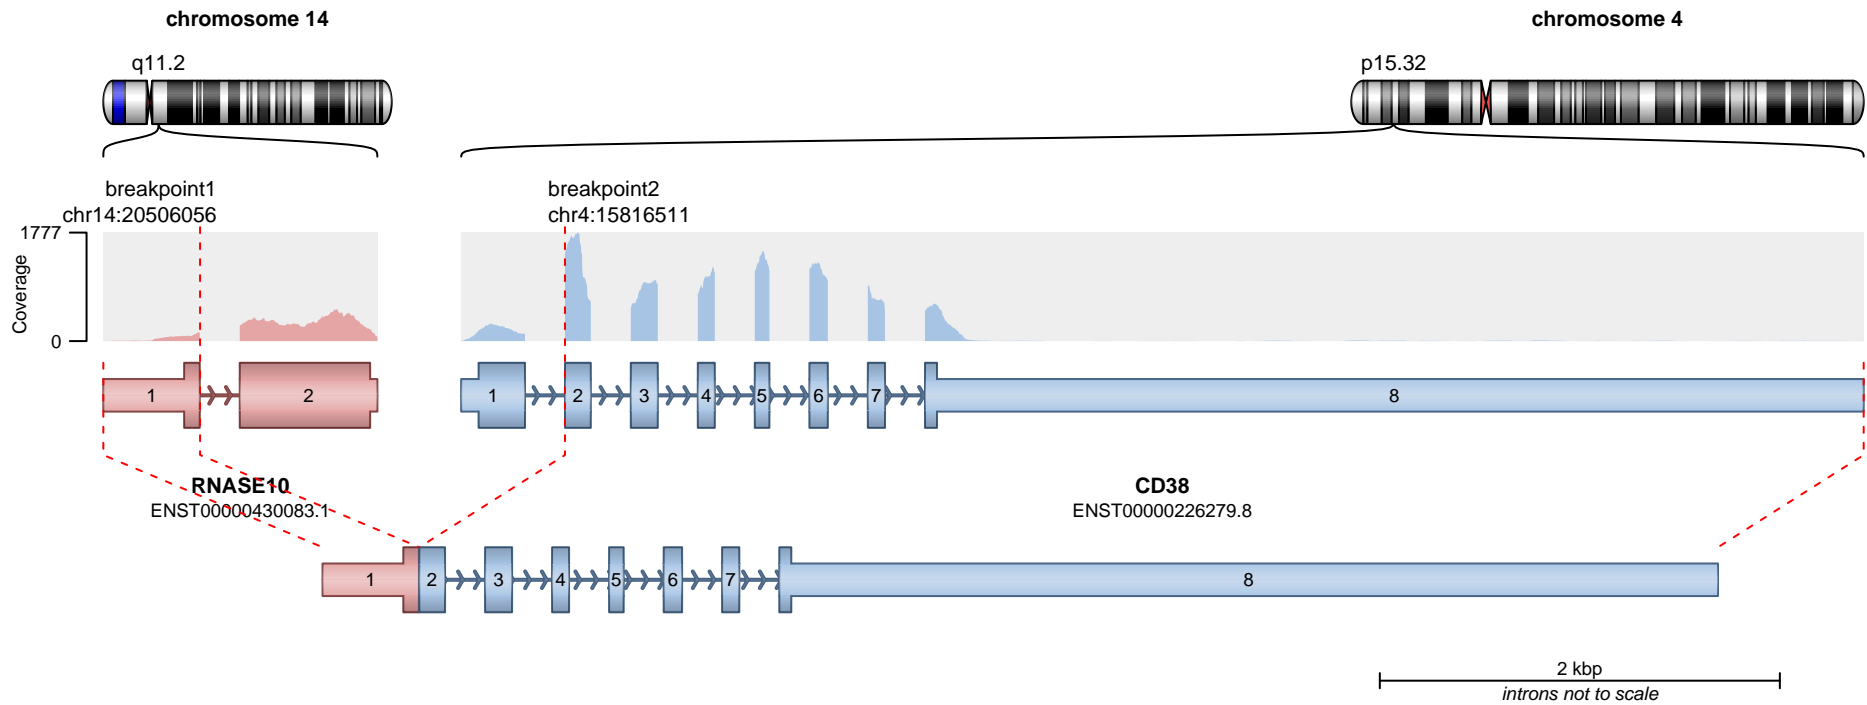 chromosome 14
chromosome 4
q11.2
p15.32
breakpoint1
chr14:20506056
breakpoint2
chr4:15816511
1777
Coverage
0
1 2
1 2 3 4 5 6 7 8
RNASE10
ENST00000430083.1
CD38
ENST00000226279.8
1 2 3 4 5 6 7 8
2 kbp
introns not to scale